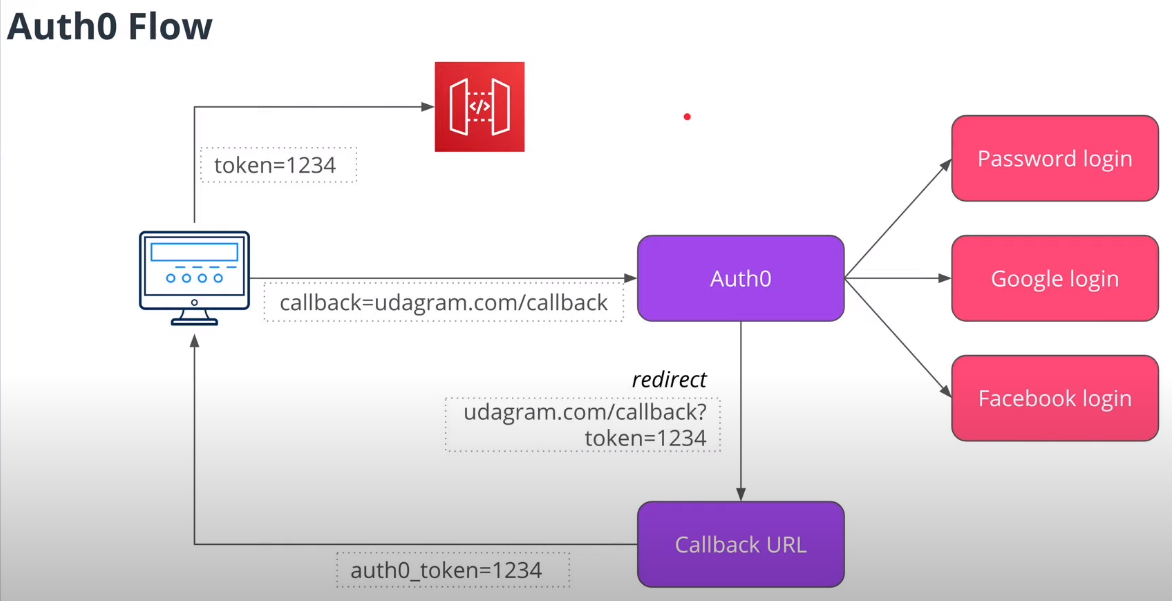 Auth0 Flow
</>
token=1234
Password login
Auth0
Google login
callback=udagram.com/callback
redirect
udagram.com/callback?
token=1234
Facebook login
Callback URL
auth0_token=1234